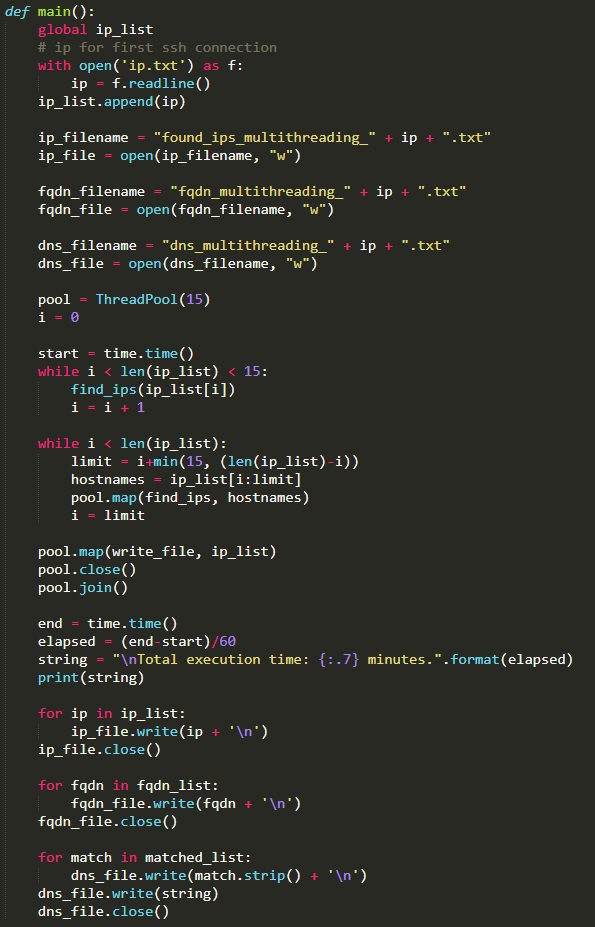 def main():
    global ip_list
    # ip for first ssh connection
    with open('ip.txt') as f:
        ip = f.readline()
    ip_list.append(ip)

    ip_filename = "found_ips_multithreading_" + ip + ".txt"
    ip_file = open(ip_filename, "w")

    fqdn_filename = "fqdn_multithreading_" + ip + ".txt"
    fqdn_file = open(fqdn_filename, "w")

    dns_filename = "dns_multithreading_" + ip + ".txt"
    dns_file = open(dns_filename, "w")

    pool = ThreadPool(15)
    i = 0

    start = time.time()
    while i < len(ip_list) < 15:
        find_ips(ip_list[i])
        i = i + 1

    while i < len(ip_list):
        limit = i+min(15, (len(ip_list)-i))
        hostnames = ip_list[i:limit]
        pool.map(find_ips, hostnames)
        i = limit

    pool.map(write_file, ip_list)
    pool.close()
    pool.join()

    end = time.time()
    elapsed = (end-start)/60
    string = "\nTotal execution time: {:.7} minutes.".format(elapsed)
    print(string)

    for ip in ip_list:
        ip_file.write(ip + '\n')
    ip_file.close()

    for fqdn in fqdn_list:
        fqdn_file.write(fqdn + '\n')
    fqdn_file.close()

    for match in matched_list:
        dns_file.write(match.strip() + '\n')
    dns_file.write(string)
    dns_file.close()